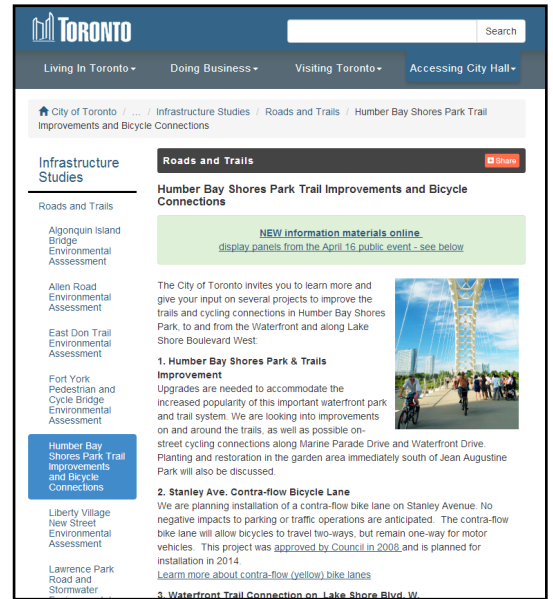 TORONTO
Search
Living In Toronto
Doing Business
Visiting Toronto
Accessing City Hall
City of Toronto / ... / Infrastructure Studies / Roads and Trails / Humber Bay Shores Park Trail
Improvements and Bicycle Connections
Infrastructure
Studies
Roads and Trails
Algonquin Island
Bridge
Environmental
Asssessment
Allen Road
Environmental
Assessment
East Don Trail
Environmental
Assessment
Fort York
Pedestrian and
Cycle Bridge
Environmental
Assessment
Humber Bay
Shores Park Trail
Improvements
and Bicycle
Connections
Liberty Village
New Street
Environmental
Assessment
Lawrence Park
Road and
Stormwater
Roads and Trails
Share
Humber Bay Shores Park Trail Improvements and Bicycle
Connections
NEW information materials online
display panels from the April 16 public event - see below
The City of Toronto invites you to learn more and
give your input on several projects to improve the
trails and cycling connections in Humber Bay Shores
Park, to and from the Waterfront and along Lake
Shore Boulevard West:
1. Humber Bay Shores Park & Trails
Improvement
Upgrades are needed to accommodate the
increased popularity of this important waterfront park
and trail system. We are looking into improvements
on and around the trails, as well as possible on-
street cycling connections along Marine Parade Drive and Waterfront Drive.
Planting and restoration in the garden area immediately south of Jean Augustine
Park will also be discussed.
2. Stanley Ave. Contra-flow Bicycle Lane
We are planning installation of a contra-flow bike lane on Stanley Avenue. No
negative impacts to parking or traffic operations are anticipated. The contra-flow
bike lane will allow bicycles to travel two-ways, but remain one-way for motor
vehicles. This project was approved by Council in 2008 and is planned for
installation in 2014.
Learn more about contra-flow (yellow) bike lanes
3. Waterfront Trail Connection on Lake Shore Blvd. W.